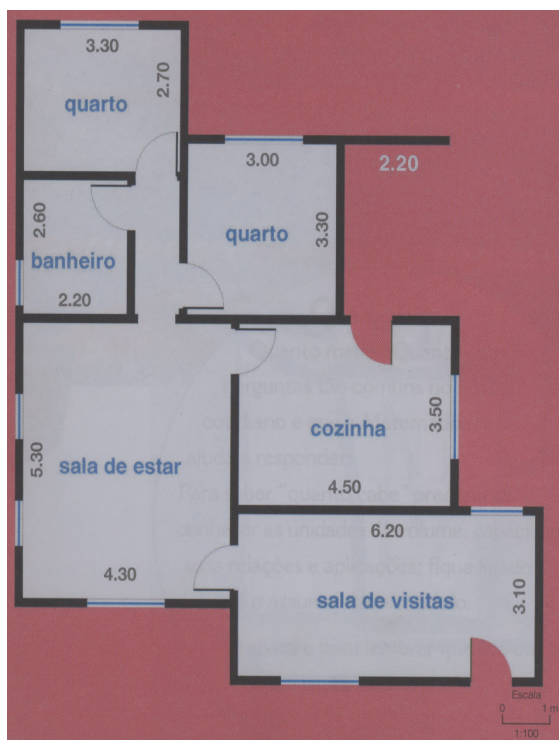 3.30
2.70
quarto
3.00
2.20
2.60
quarto
3.30
banheiro
2.20
cozinha
3.50
5.30
sala de estar
4.50
6.20
4.30
sala de visitas
3.10
Escala
0 1 m
1:100